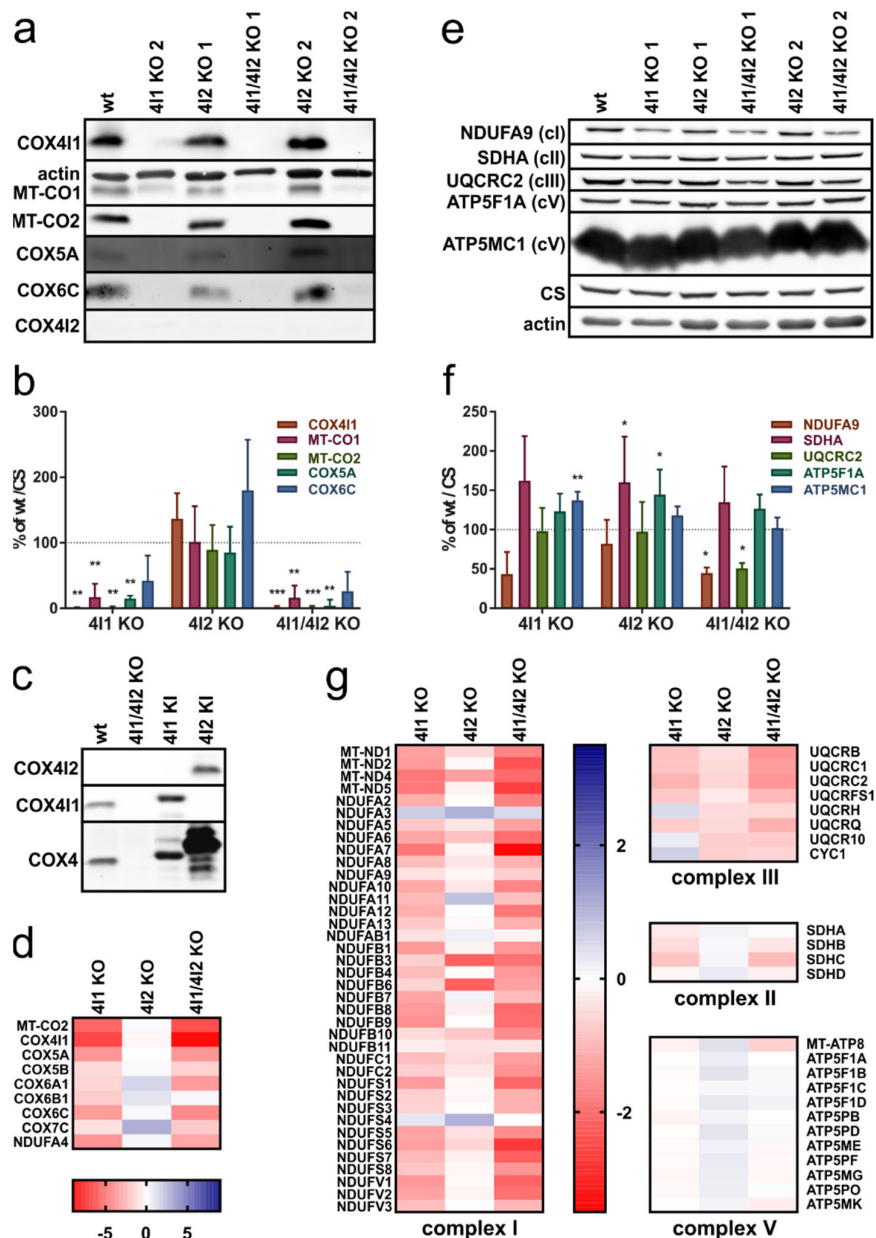 a
wt
4I1 KO 2
4I2 KO 1
4I1/4I2 KO 1
4I2 KO 2
4I1/4I2 KO 2
COX4I1
actin
MT-CO1
MT-CO2
COX5A
COX6C
COX4I2
e
wt
4I1 KO 1
4I2 KO 1
4I1/4I2 KO 1
4I2 KO 2
4I1/4I2 KO 2
NDUFA9 (cI)
SDHA (cII)
UQCRC2 (cIII)
ATP5F1A (cV)
ATP5MC1 (cV)
CS
actin
b
% of wt /CS
300
200
100
0
COX4I1
MT-CO1
MT-CO2
COX5A
COX6C
** ** ** **
*** ** *** **
4I1 KO
4I2 KO
4I1/4I2 KO
f
% of wt / CS
250
200
150
100
50
0
NDUFA9
SDHA
UQCRC2
ATP5F1A
ATP5MC1
**
* *
* *
4I1 KO
4I2 KO
4I1/4I2 KO
c
wt
4I1/4I2 KO
4I1 KI
4I2 KI
COX4I2
COX4I1
COX4
d
4I1 KO
4I2 KO
4I1/4I2 KO
MT-CO2
COX4I1
COX5A
COX5B
COX6A1
COX6B1
COX6C
COX7C
NDUFA4
-5 0 5
g
4I1 KO
4I2 KO
4I1/4I2 KO
MT-ND1
MT-ND2
MT-ND4
MT-ND5
NDUFA2
NDUFA3
NDUFA5
NDUFA6
NDUFA7
NDUFA8
NDUFA9
NDUFA10
NDUFA11
NDUFA12
NDUFA13
NDUFAB1
NDUFB1
NDUFB3
NDUFB4
NDUFB6
NDUFB7
NDUFB8
NDUFB9
NDUFB10
NDUFB11
NDUFC1
NDUFC2
NDUFS1
NDUFS2
NDUFS3
NDUFS4
NDUFS5
NDUFS6
NDUFS7
NDUFS8
NDUFV1
NDUFV2
NDUFV3
complex I
2
0
-2
4I1 KO
4I2 KO
4I1/4I2 KO
UQCRB
UQCRC1
UQCRC2
UQCRFS1
UQCRH
UQCRQ
UQCR10
CYC1
complex III
SDHA
SDHB
SDHC
SDHD
complex II
MT-ATP8
ATP5F1A
ATP5F1B
ATP5F1C
ATP5F1D
ATP5PB
ATP5PD
ATP5ME
ATP5PF
ATP5MG
ATP5PO
ATP5MK
complex V